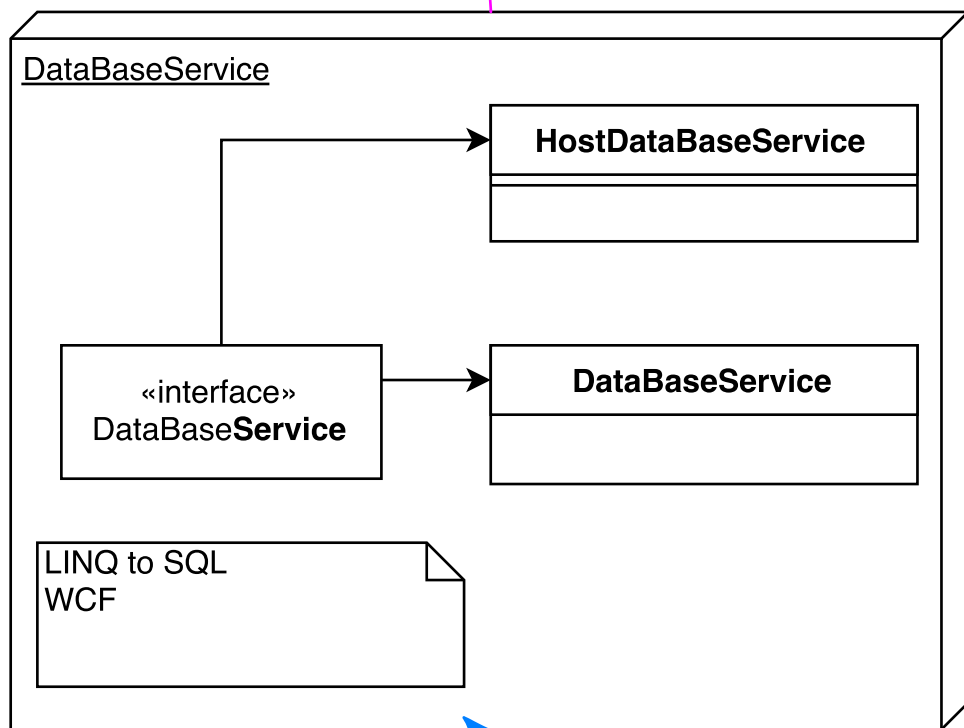 DataBaseService
HostDataBaseService
«interface»
DataBaseService
DataBaseService
LINQ to SQL
WCF